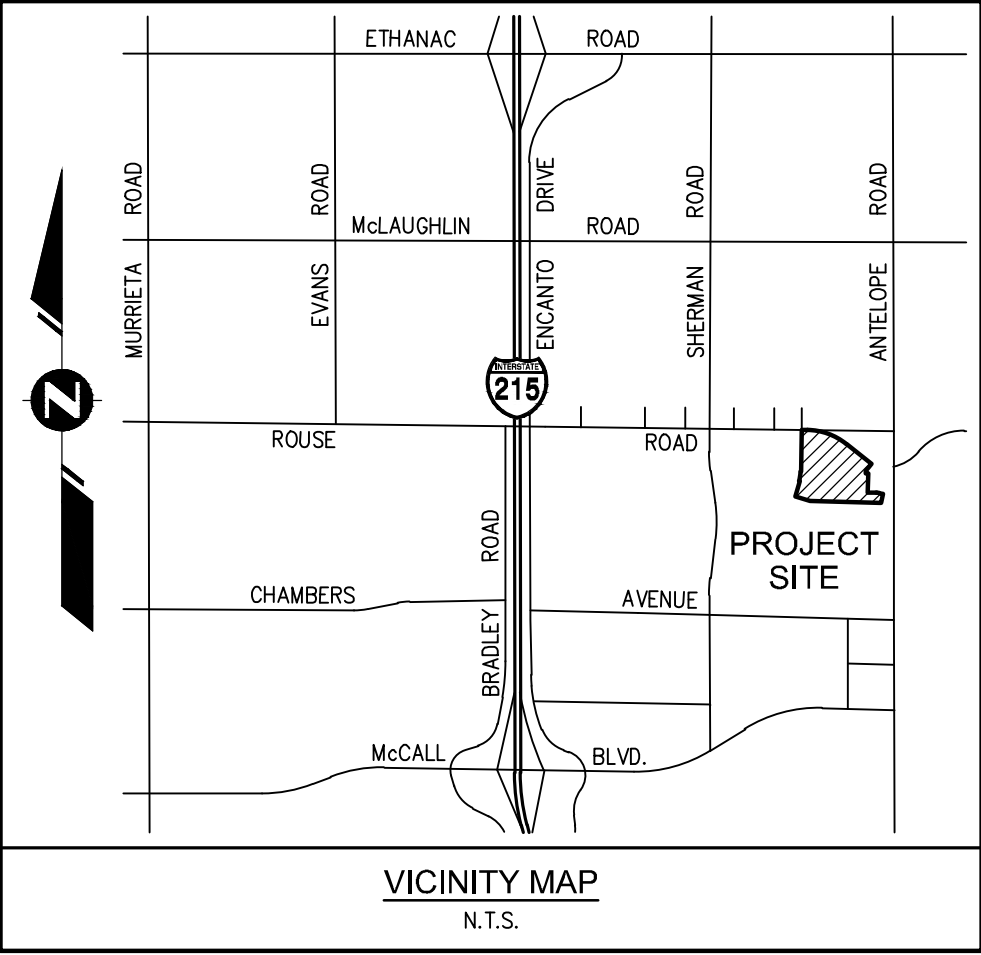 ETHANAC ROAD
MURRIETA ROAD
EVANS ROAD
ENCANTO DRIVE
SHERMAN ROAD
ANTELOPE ROAD
McLAUGHLIN ROAD
INTERSTATE
215
N
ROUSE ROAD
PROJECT
SITE
BRADLEY ROAD
CHAMBERS AVENUE
McCALL BLVD.
VICINITY MAP
N.T.S.